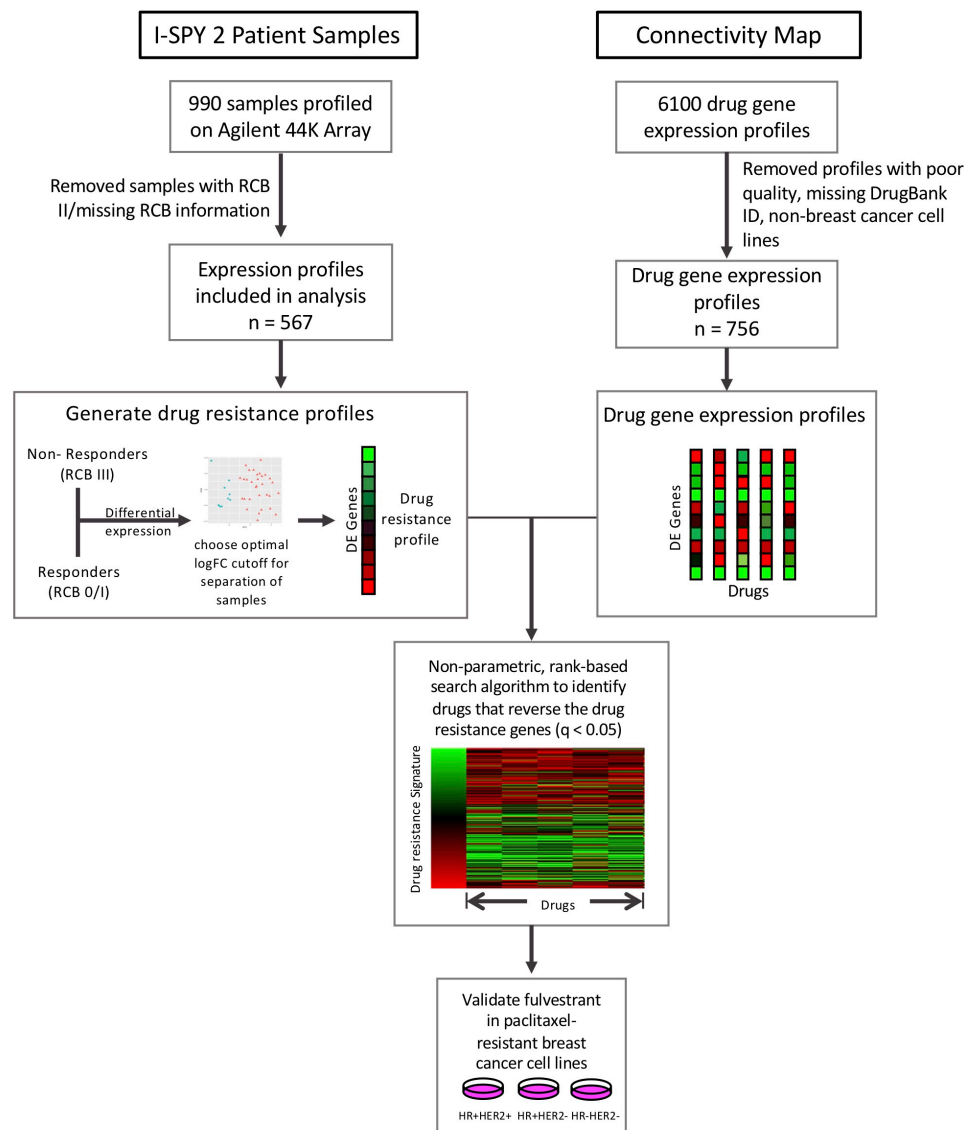 I-SPY 2 Patient Samples
Connectivity Map
990 samples profiled
on Agilent 44K Array
6100 drug gene
expression profiles
Removed samples with RCB
II/missing RCB information
Removed profiles with poor
quality, missing DrugBank
ID, non-breast cancer cell
lines
Expression profiles
included in analysis
n = 567
Drug gene expression
profiles
n = 756
Generate drug resistance profiles
Non- Responders
(RCB III)
Differential
expression
Responders
(RCB 0/I)
choose optimal
logFC cutoff for
separation of
samples
DE Genes
Drug
resistance
profile
Drug gene expression profiles
DE Genes
Drugs
Non-parametric, rank-based
search algorithm to identify
drugs that reverse the drug
resistance genes (q < 0.05)
Drug resistance Signature
Drugs
Validate fulvestrant
in paclitaxel-
resistant breast
cancer cell lines
HR+HER2+ HR+HER2- HR-HER2-